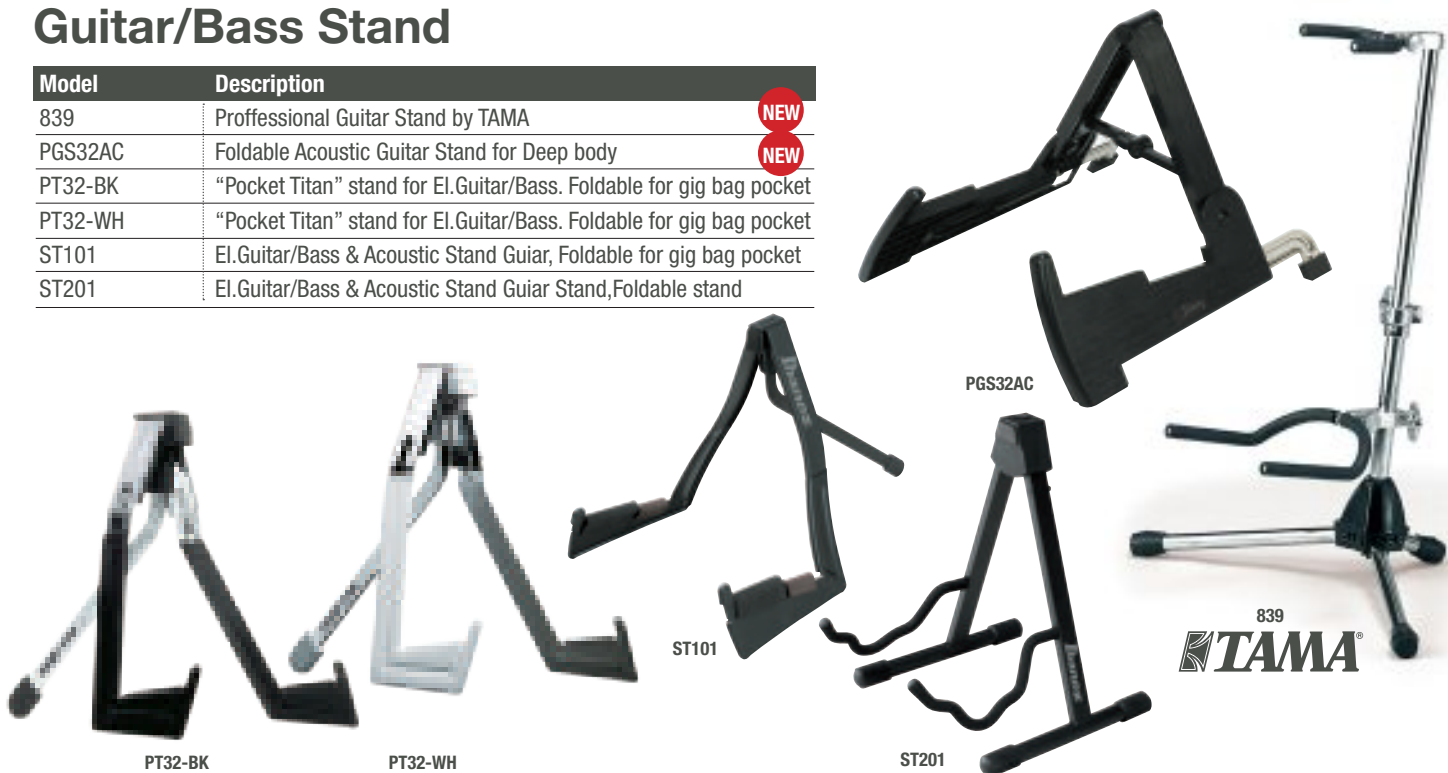 Guitar/Bass Stand
Model Description
839 Proffessional Guitar Stand by TAMA NEW
PGS32AC Foldable Acoustic Guitar Stand for Deep body NEW
PT32-BK “Pocket Titan” stand for El.Guitar/Bass. Foldable for gig bag pocket
PT32-WH “Pocket Titan” stand for El.Guitar/Bass. Foldable for gig bag pocket
ST101 El.Guitar/Bass & Acoustic Stand Guiar, Foldable for gig bag pocket
ST201 El.Guitar/Bass & Acoustic Stand Guiar Stand,Foldable stand
PGS32AC
Ibanez
ST101
839
TAMA®
Ibanez
ST201
PT32-BK
PT32-WH